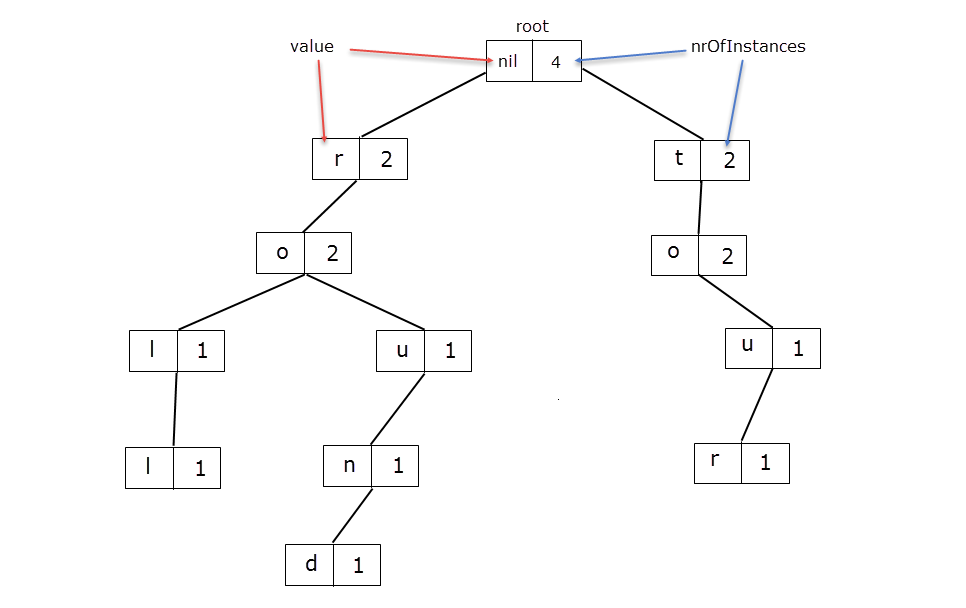 root
value
nrOfInstances
nil 4
r 2
t 2
o 2
o 2
l 1
u 1
u 1
l 1
n 1
r 1
d 1